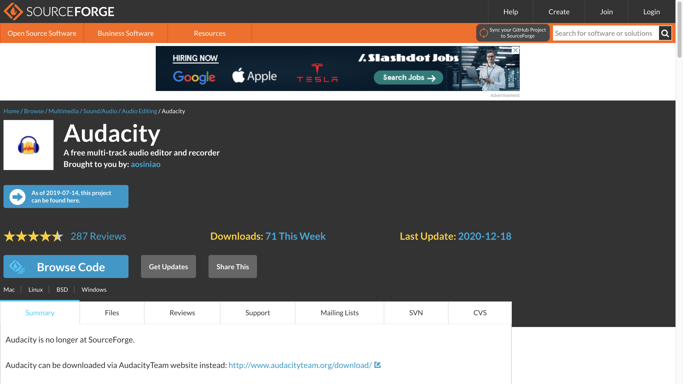 SOURCEFORGE
Help
Create
Join
Login
Open Source Software
Business Software
Resources
Sync your GitHub Project
to SourceForge
Search for software or solutions
HIRING NOW
Google
Apple
TESLA
Slashdot Jobs
Search Jobs →
Advertisement
Home / Browse / Multimedia / Sound/Audio / Audio Editing / Audacity
Audacity
A free multi-track audio editor and recorder
Brought to you by: aosiniao
As of 2019-07-14, this project
can be found here.
287 Reviews
Downloads: 71 This Week
Last Update: 2020-12-18
Browse Code
Get Updates
Share This
Mac
Linux
BSD
Windows
Summary
Files
Reviews
Support
Mailing Lists
SVN
CVS
Audacity is no longer at SourceForge.
Audacity can be downloaded via AudacityTeam website instead: http://www.audacityteam.org/download/